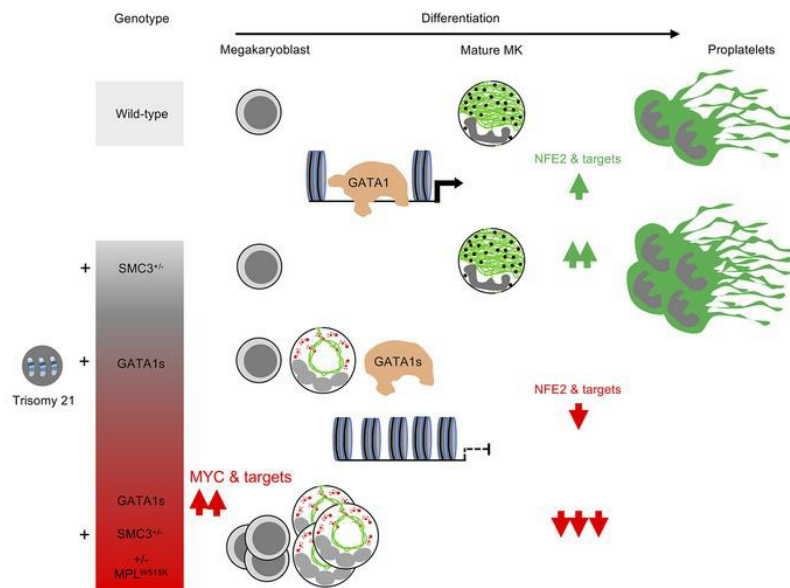 Genotype
Differentiation
Megakaryoblast
Mature MK
Proplatelets
Wild-type
NFE2 & targets
GATA1
+
SMC3+/-
+
GATA1s
GATA1s
Trisomy 21
NFE2 & targets
MYC & targets
GATA1s
+
SMC3+/-
+/-
MPLW515K